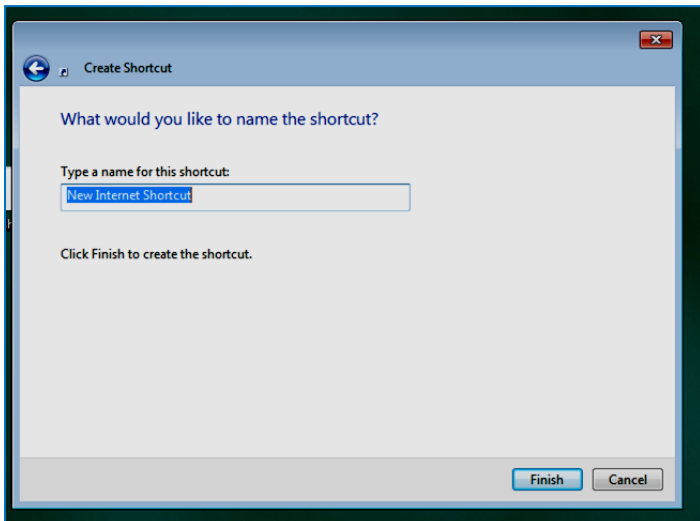 Create Shortcut
What would you like to name the shortcut?
Type a name for this shortcut:
New Internet Shortcut
Click Finish to create the shortcut.
Finish
Cancel